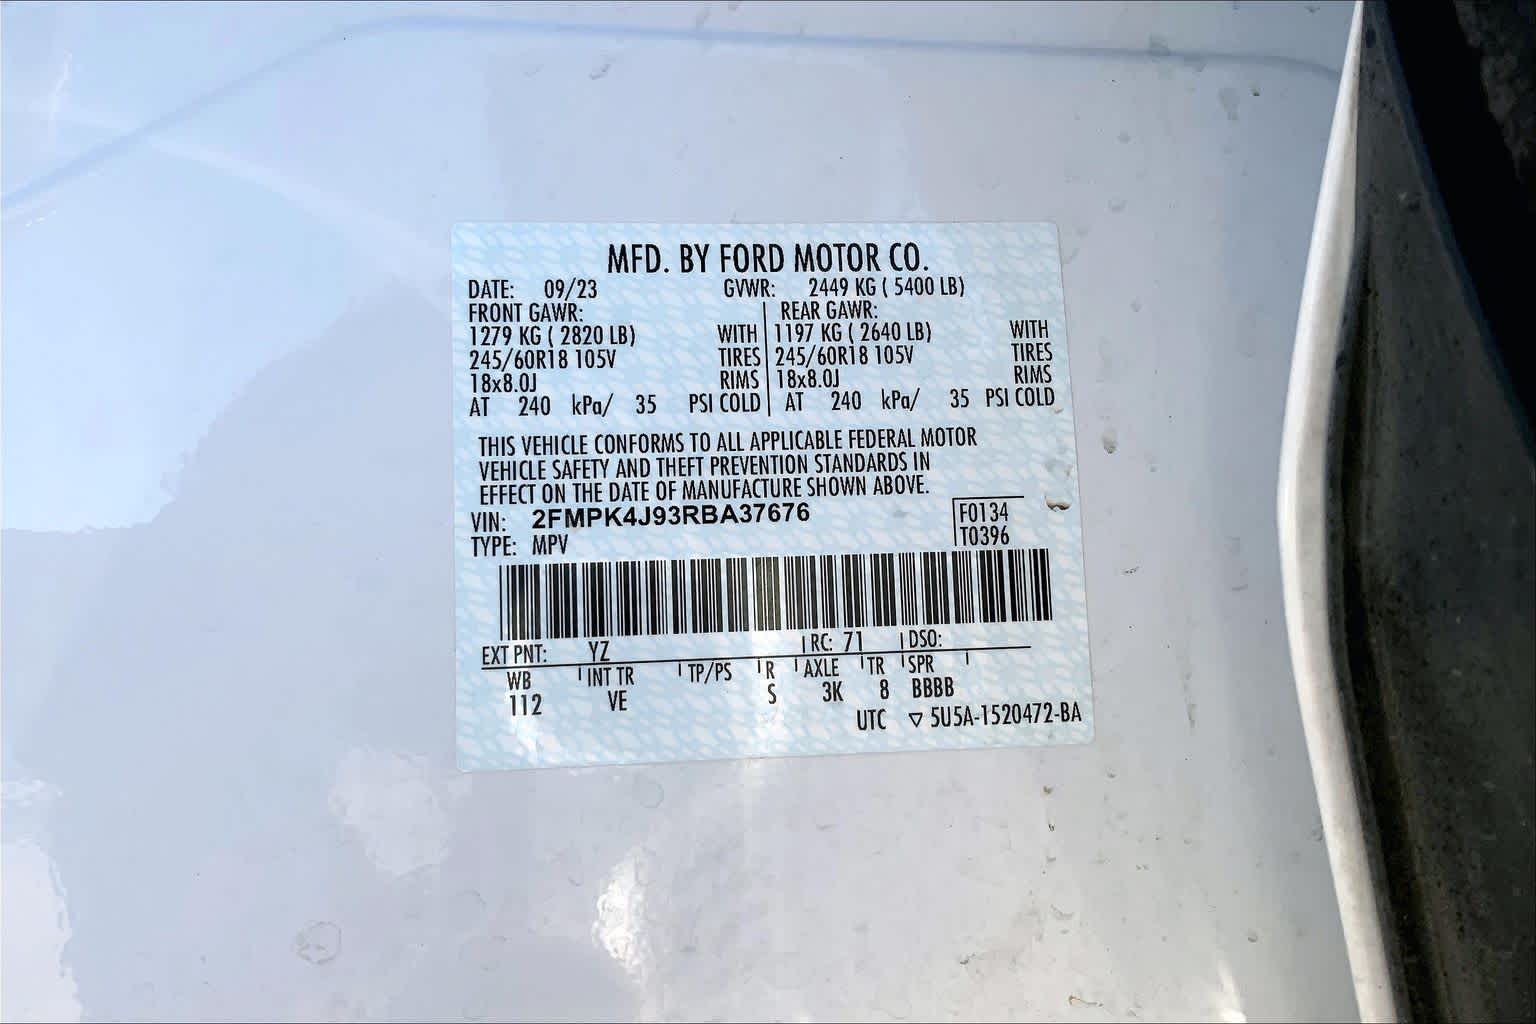 MFD. BY FORD MOTOR CO.
DATE: 09/23 GVWR: 2449 KG ( 5400 LB)
FRONT GAWR: REAR GAWR:
1279 KG ( 2820 LB) WITH 1197 KG ( 2640 LB) WITH
245/60R18 105V TIRES 245/60R18 105V TIRES
18x8.0J RIMS 18x8.0J RIMS
AT 240 kPa/ 35 PSI COLD AT 240 kPa/ 35 PSI COLD
THIS VEHICLE CONFORMS TO ALL APPLICABLE FEDERAL MOTOR
VEHICLE SAFETY AND THEFT PREVENTION STANDARDS IN
EFFECT ON THE DATE OF MANUFACTURE SHOWN ABOVE.
VIN: 2FMPK4J93RBA37676 F0134
TYPE: MPV T0396
EXT PNT: YZ RC: 71 DSO:
WB INT TR TP/PS R AXLE TR SPR
112 VE S 3K 8 BBBB
UTC ▽ 5U5A-1520472-BA